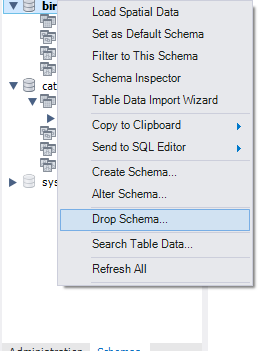 bir
Load Spatial Data
Set as Default Schema
Filter to This Schema
Schema Inspector
cat
Table Data Import Wizard
Copy to Clipboard
Send to SQL Editor
Create Schema...
sys
Alter Schema...
Drop Schema...
Search Table Data...
Refresh All